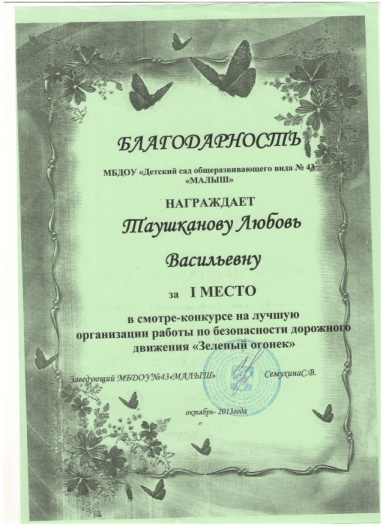 БЛАГОДАРНОСТЬ
МБДОУ «Детский сад общеразвивающего вида № 43
«МАЛЫШ»
НАГРАЖДАЕТ
Таушканову Любовь
Васильевну
за I МЕСТО
в смотре-конкурсе на лучшую
организации работы по безопасности дорожного
движения «Зеленый огонек»
Заведующий МБДОУ№43«МАЛЫШ» СемухинаС.В.
октябрь- 2013года